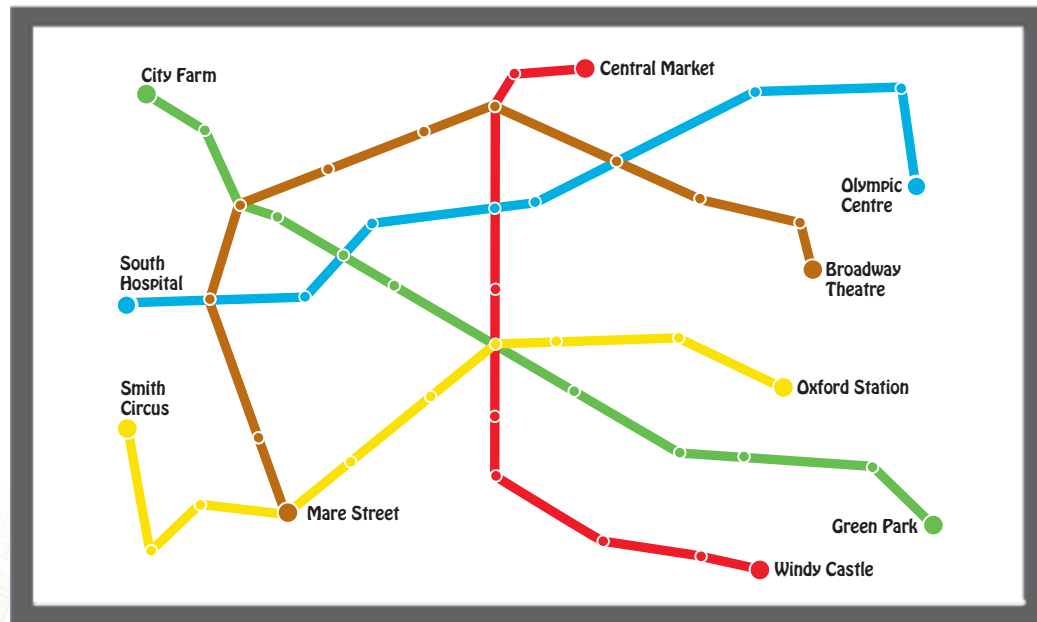 City Farm
Central Market
Olympic
Centre
South
Hospital
Broadway
Theatre
Smith
Circus
Oxford Station
Mare Street
Green Park
Windy Castle